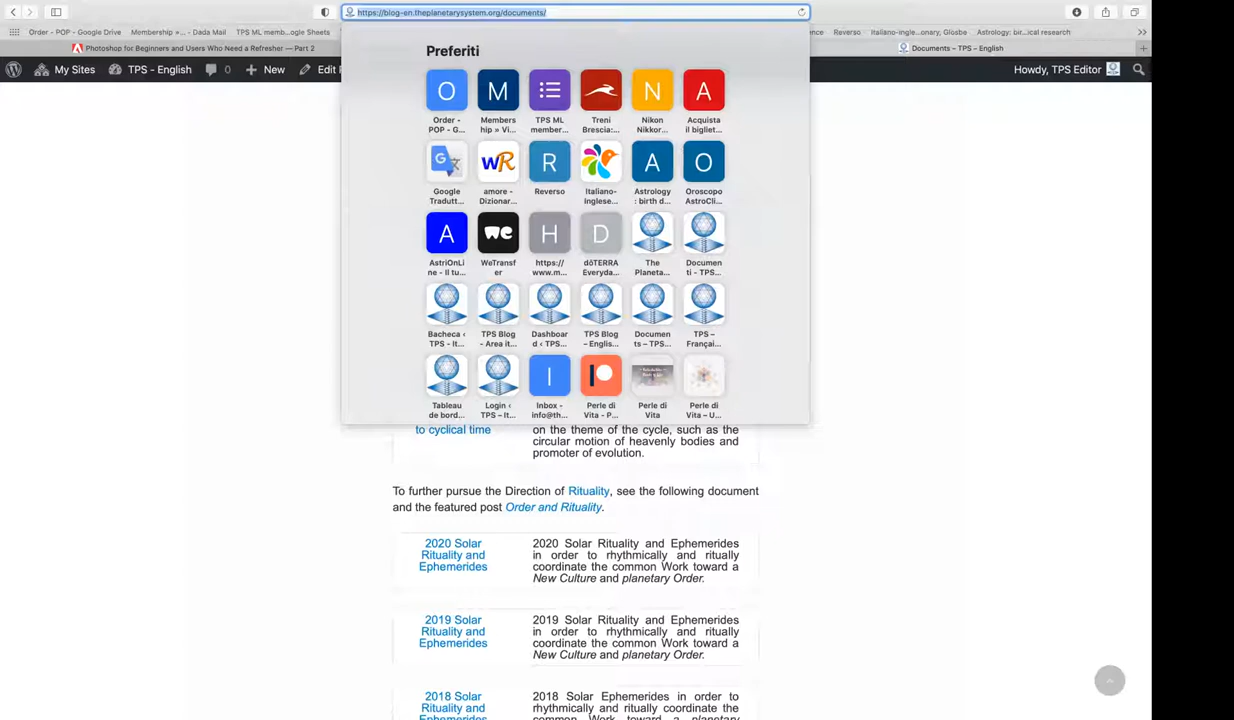 https://blog-en.theplanetarysystem.org/documents/
Order - POP - Google Drive
Membership »... - Dada Mail
TPS ML memb...ogle Sheets
ence
Reverso
Italiano-Ingle..., Glosbe
Astrology: bir...ical research
Photoshop for Beginners and Users Who Need a Refresher — Part 2
Documents – TPS – English
My Sites
TPS - English
0
New
Edit
Howdy, TPS Editor
Preferiti
O
M
N
A
Order -
POP - G...
Members
hip » Vi...
TPS ML
member...
Treni
Brescia:...
Nikon
Nikkor...
Acquista
il bigliet...
G
wR
R
A
O
Google
Tradutt...
amore -
Dizionar...
Reverso
Italiano-
Inglese...
Astrology
: birth d...
Oroscopo
AstroCli...
A
we
H
D
AstriOnLi
ne - Il tu...
WeTransf
er
https://
www.m...
dōTERRA
Everyda...
The
Planeta...
Documen
ti - TPS...
Bacheca ‹
TPS - It...
TPS Blog
- Area it...
Dashboar
d ‹ TPS...
TPS Blog
– Englis...
Documen
ts – TPS...
TPS –
Françai...
I
Tableau
de bord...
Login ‹
TPS – It...
Inbox -
info@th...
Perle di
Vita - P...
Perle di
Vita
Perle di
Vita – U...
to cyclical time
on the theme of the cycle, such as the
circular motion of heavenly bodies and
promoter of evolution.
To further pursue the Direction of Rituality, see the following document
and the featured post Order and Rituality.
2020 Solar
Rituality and
Ephemerides
2020 Solar Rituality and Ephemerides
in order to rhythmically and ritually
coordinate the common Work toward a
New Culture and planetary Order.
2019 Solar
Rituality and
Ephemerides
2019 Solar Rituality and Ephemerides
in order to rhythmically and ritually
coordinate the common Work toward a
New Culture and planetary Order.
2018 Solar
Rituality and
Ephemerides
2018 Solar Ephemerides in order to
rhythmically and ritually coordinate the
common Work toward a planetary